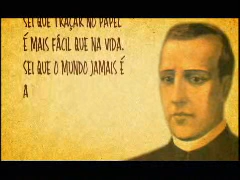 SEI QUE TRAÇAR NO PAPEL
É MAIS FÁCIL QUE NA VIDA.
SEI QUE O MUNDO JAMAIS É
A